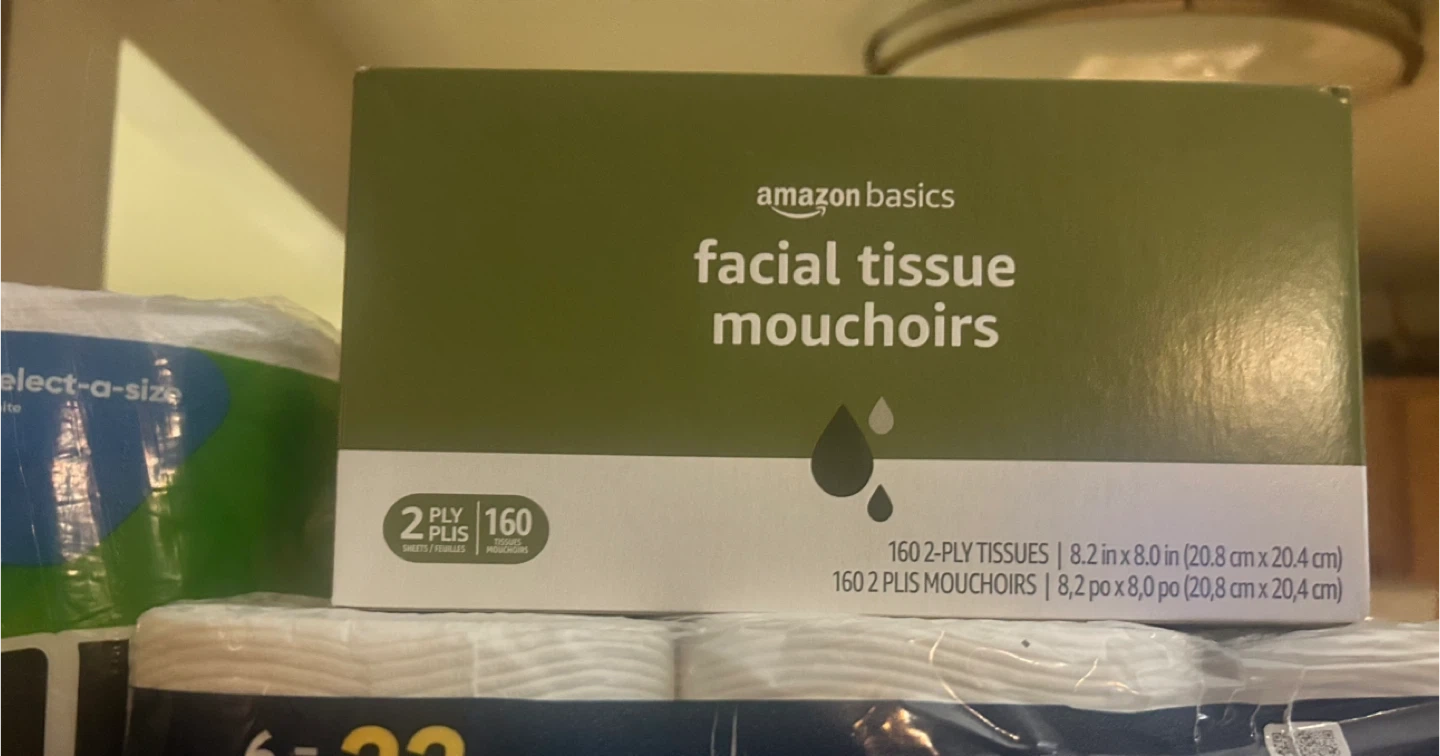 amazon basics
facial tissue
mouchoirs
2 PLY PLIS
SHEETS / FEUILLES
160
TISSUES
MOUCHOIRS
160 2-PLY TISSUES | 8.2 in x 8.0 in (20.8 cm x 20.4 cm)
160 2 PLIS MOUCHOIRS | 8,2 po x 8,0 po (20,8 cm x 20,4 cm)
elect-a-size